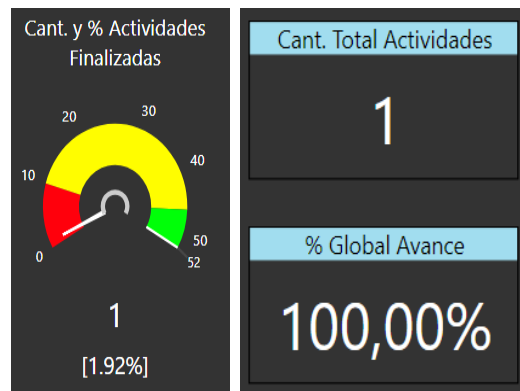 Cant. y % Actividades
Finalizadas
0
10
20
30
40
50
52
1
[1.92%]
Cant. Total Actividades
1
% Global Avance
100,00%